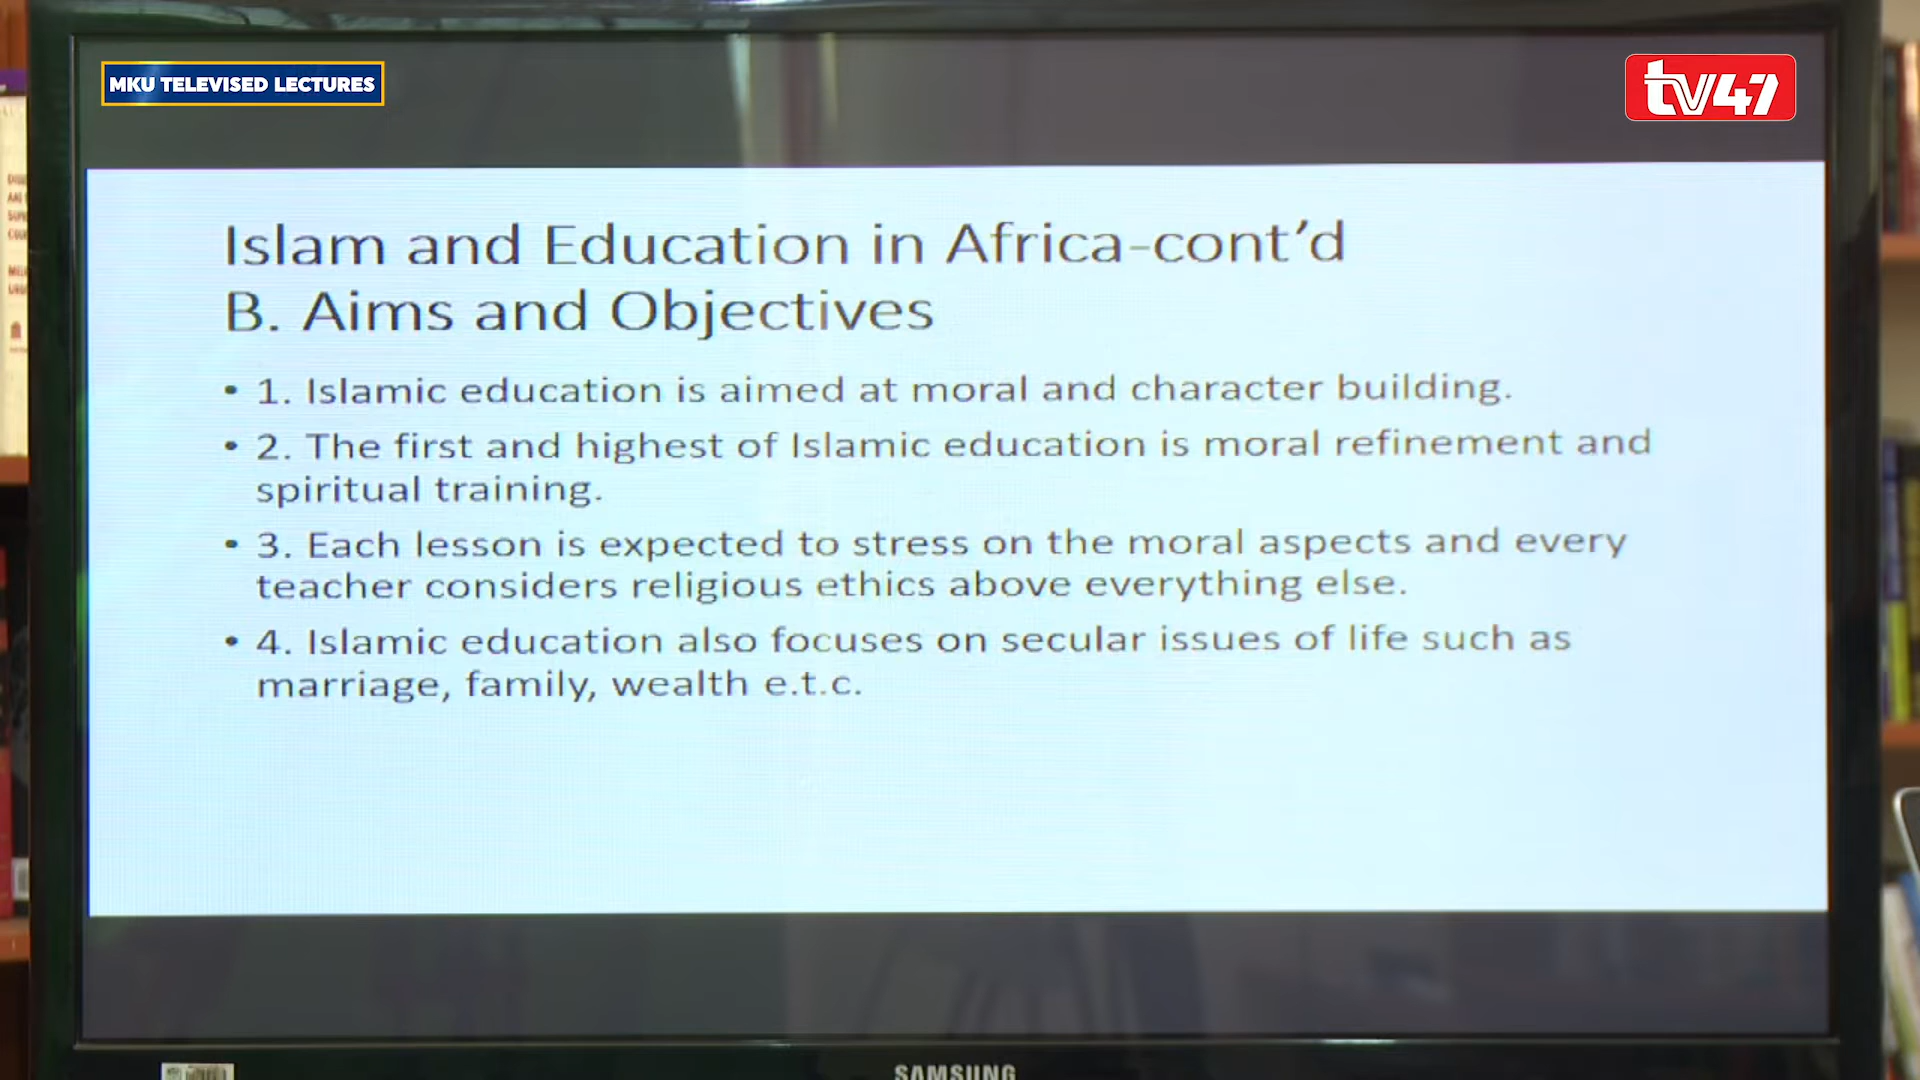 MKU TELEVISED LECTURES
tv47
Islam and Education in Africa-cont’d
B. Aims and Objectives
• 1. Islamic education is aimed at moral and character building.
• 2. The first and highest of Islamic education is moral refinement and
spiritual training.
• 3. Each lesson is expected to stress on the moral aspects and every
teacher considers religious ethics above everything else.
• 4. Islamic education also focuses on secular issues of life such as
marriage, family, wealth e.t.c.
SAMSUNG